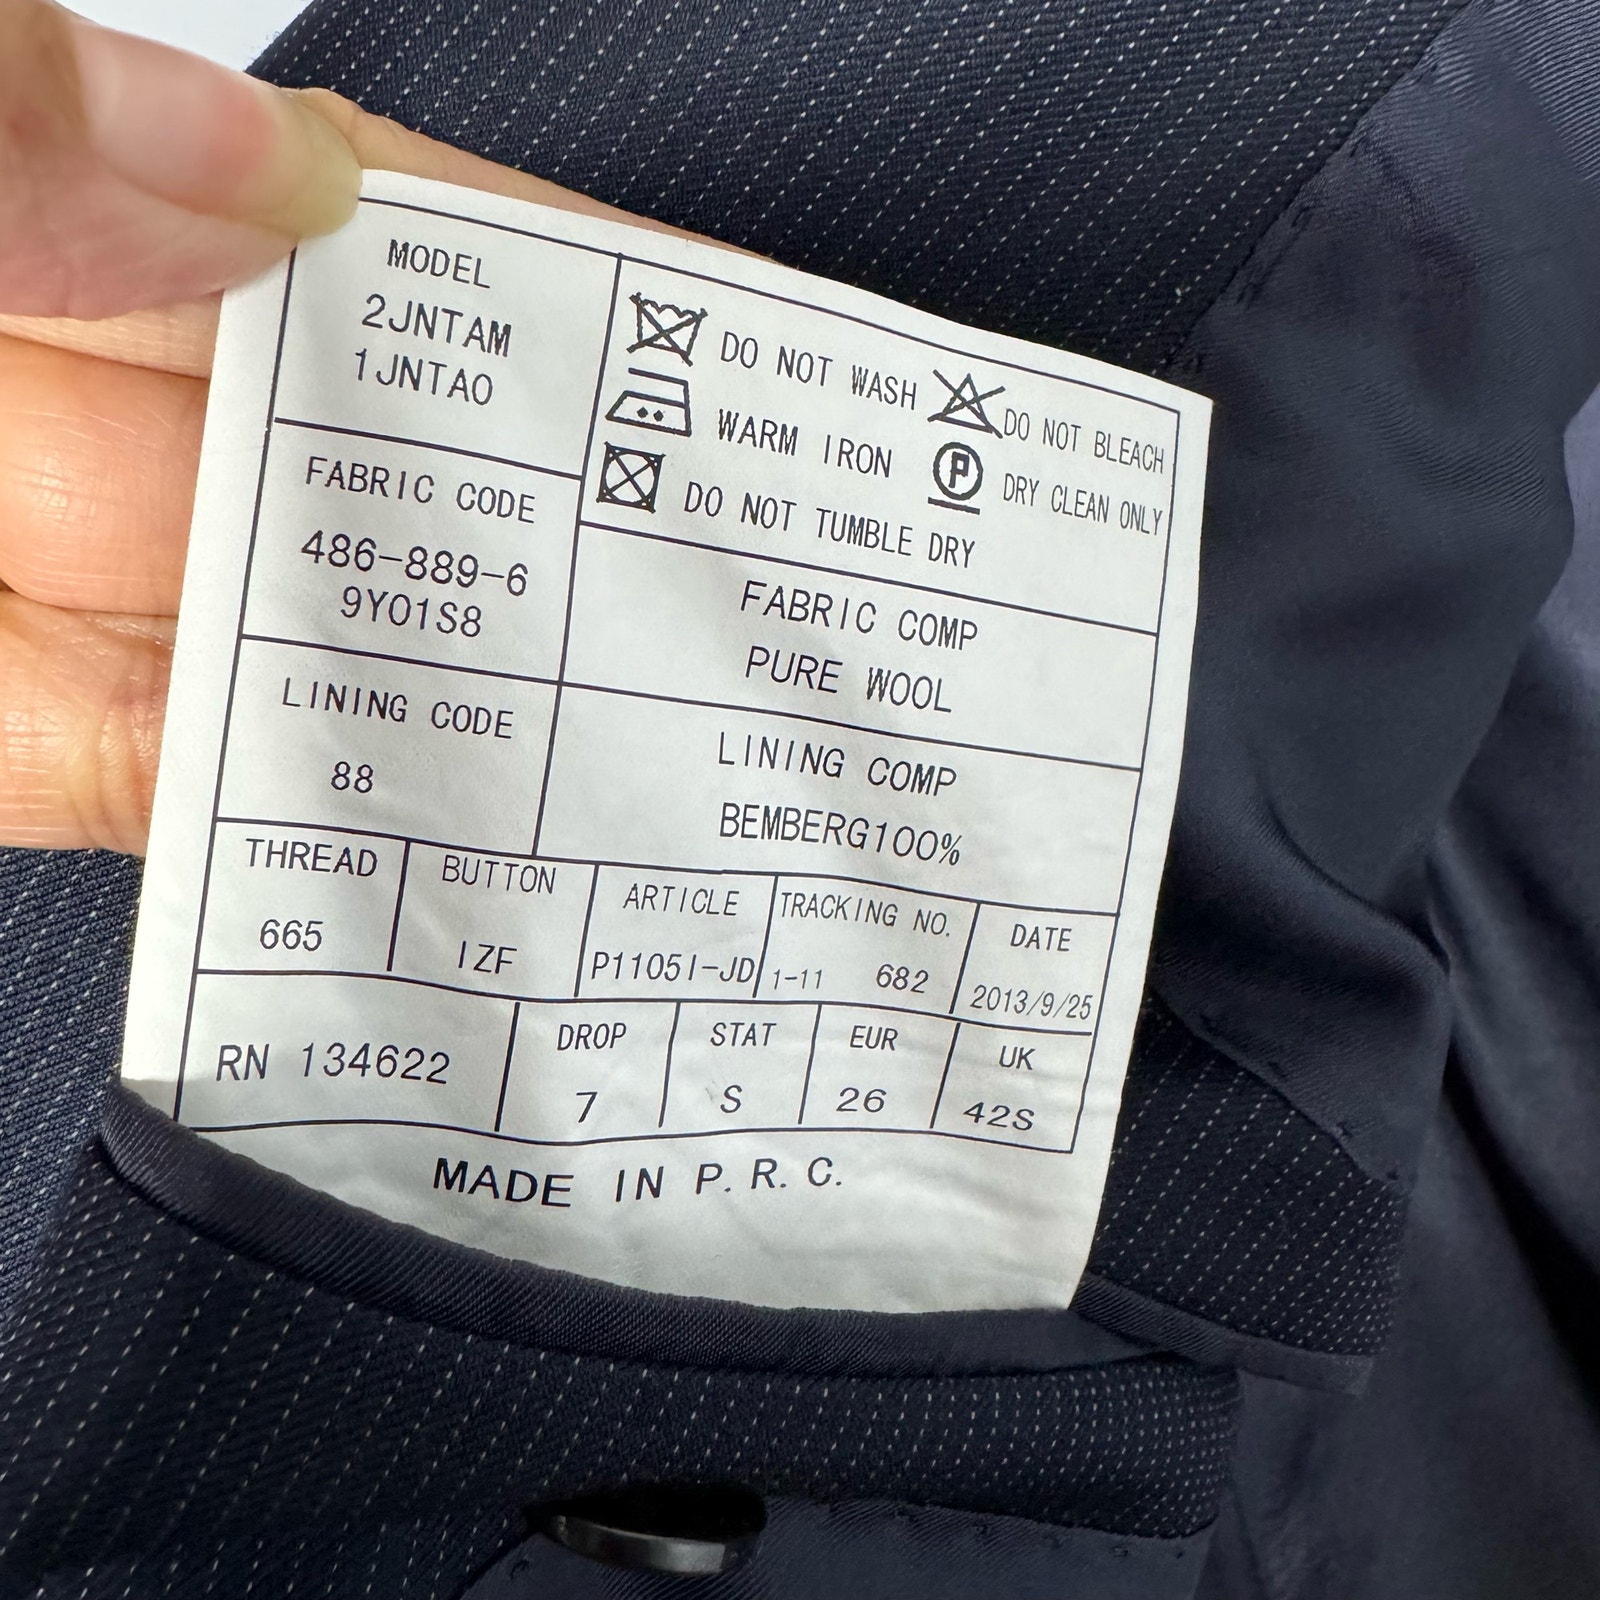 MODEL
2JNTAM
1JNTAO
DO NOT WASH
DO NOT BLEACH
WARM IRON
P
DRY CLEAN ONLY
DO NOT TUMBLE DRY
FABRIC CODE
486-889-6
9Y01S8
FABRIC COMP
PURE WOOL
LINING CODE
88
LINING COMP
BEMBERG100%
THREAD
665
BUTTON
IZF
ARTICLE
P1105I-JD
TRACKING NO.
1-11 682
DATE
2013/9/25
RN 134622
DROP
7
STAT
S
EUR
26
UK
42S
MADE IN P.R.C.